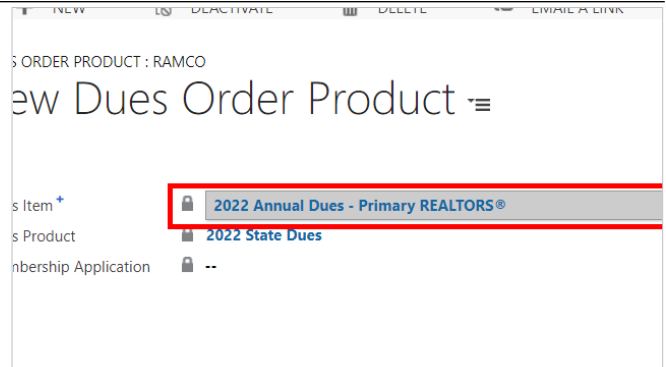 NEW DEACTIVATE DELETE EMAIL A LINK
ORDER PRODUCT : RAMCO
ew Dues Order Product
s Item + 2022 Annual Dues - Primary REALTORS®
s Product 2022 State Dues
mbership Application --